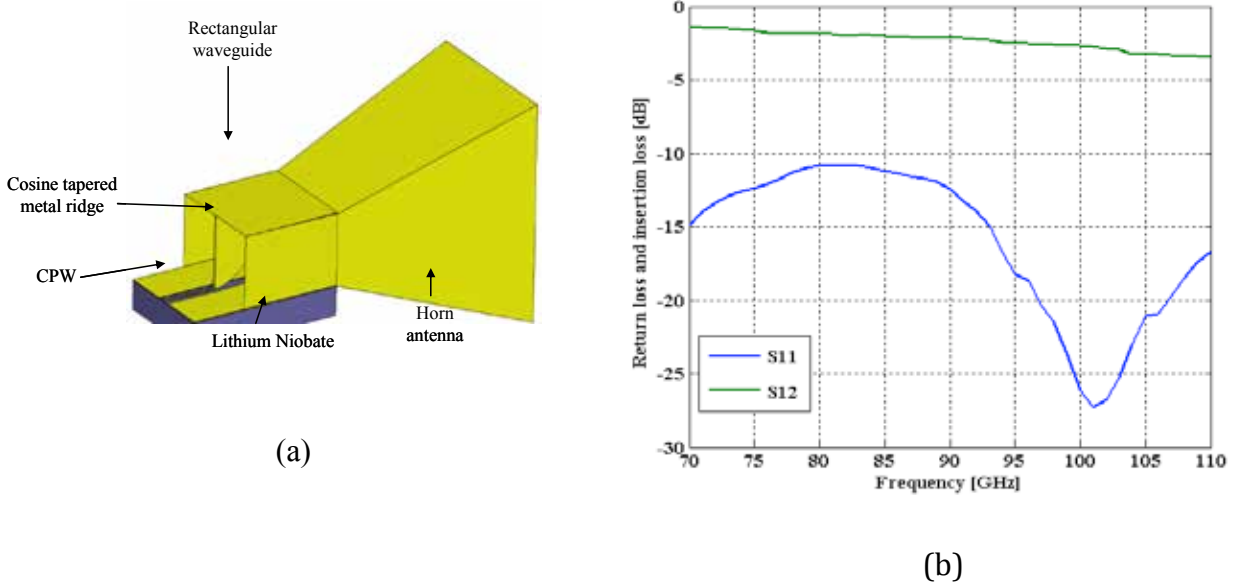 Rectangular
waveguide
Cosine tapered
metal ridge
CPW
Lithium Niobate
Horn
antenna
(a)
Return loss and insertion loss [dB]
0
-5
-10
-15
-20
-25
-30
S11
S12
70
75
80
85
90
95
100
105
110
Frequency [GHz]
(b)